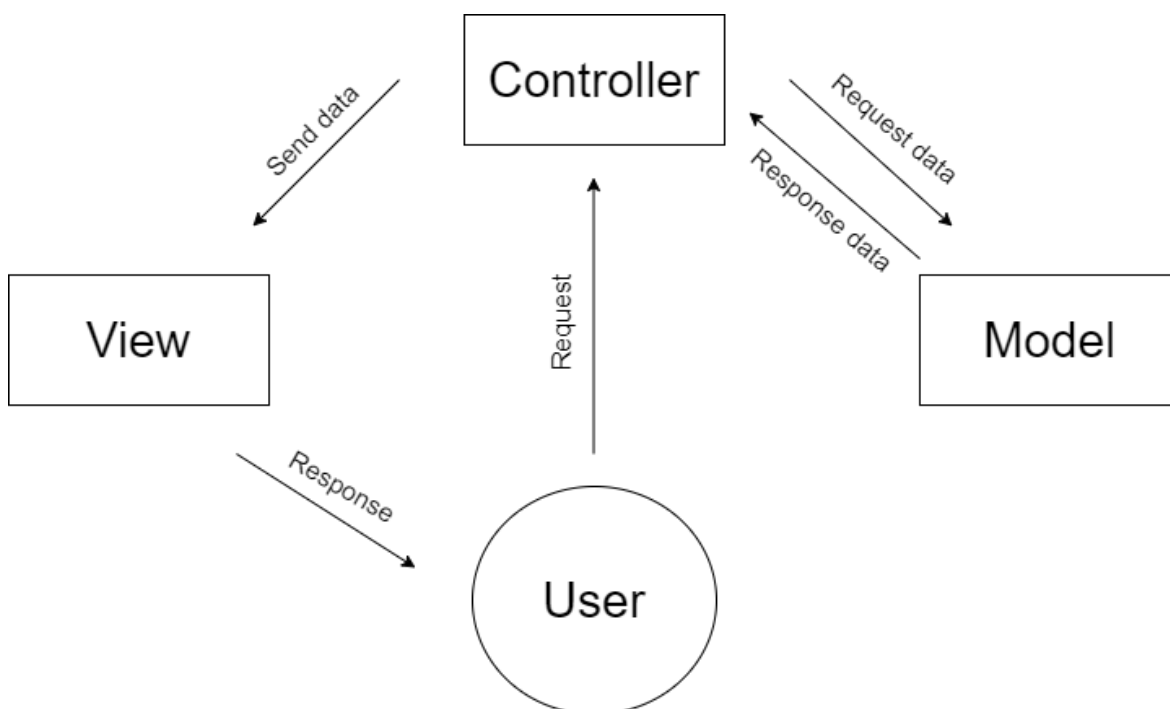 Controller
Send data
Request data
Response data
Request
View
Model
Response
User